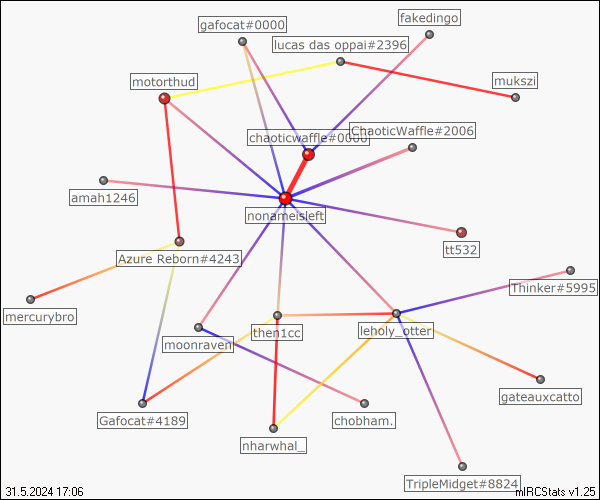 fakedingo
gafocat#0000
lucas das oppai#2396
motorthud
mukszi
ChaoticWaffle#2006
chaoticwaffle#0000
amah1246
nonameisleft
tt532
Azure Reborn#4243
Thinker#5995
mercurybro
then1cc
leholy_otter
moonraven
gateauxcatto
Gafocat#4189
chobham.
nharwhal_
TripleMidget#8824
31.5.2024 17:06
mIRCStats v1.25